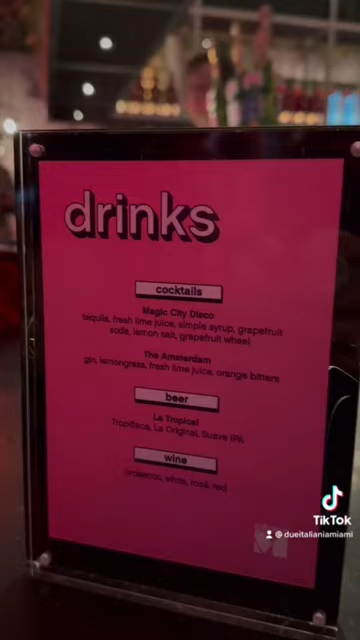 drinks
cocktails
Magic City Disco
tequila, fresh lime juice, simple syrup, grapefruit
soda, lemon salt, grapefruit wheel
The Amsterdam
gin, lemongrass, fresh lime juice, orange bitters
beer
La Tropical
Tropilisca, La Original, Suave IPA
wine
prosecco, white, rosé, red
TikTok
@dueitalianiamiami